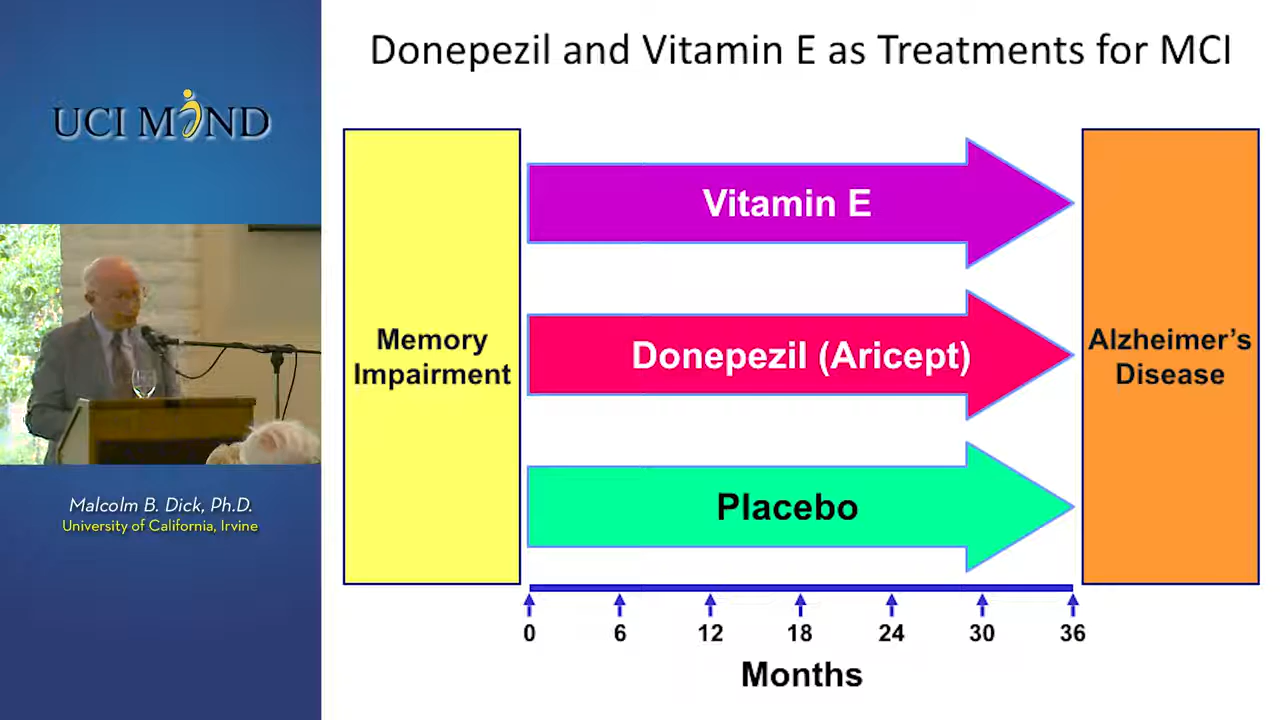 Donepezil and Vitamin E as Treatments for MCI
UCI MIND
Memory
Impairment
Vitamin E
Donepezil (Aricept)
Placebo
Alzheimer's
Disease
0 6 12 18 24 30 36
Months
Malcolm B. Dick, Ph.D.
University of California, Irvine